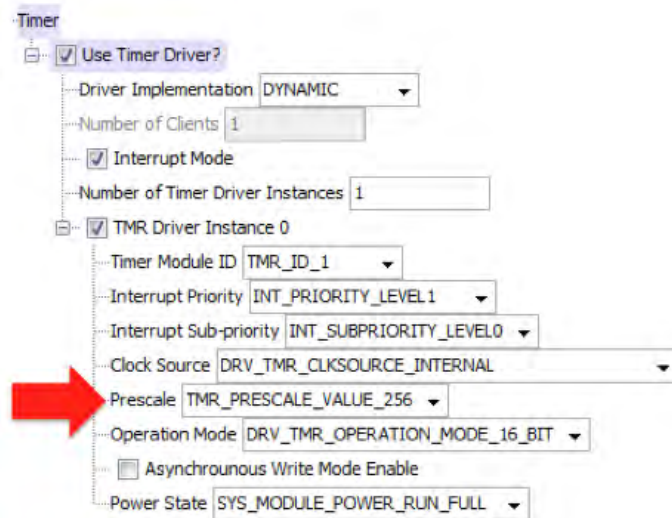 Timer
Use Timer Driver?
Driver Implementation DYNAMIC
Number of Clients 1
Interrupt Mode
Number of Timer Driver Instances 1
TMR Driver Instance 0
Timer Module ID TMR_ID_1
Interrupt Priority INT_PRIORITY_LEVEL1
Interrupt Sub-priority INT_SUBPRIORITY_LEVEL0
Clock Source DRV_TMR_CLKSOURCE_INTERNAL
Prescale TMR_PRESCALE_VALUE_256
Operation Mode DRV_TMR_OPERATION_MODE_16_BIT
Asynchrounous Write Mode Enable
Power State SYS_MODULE_POWER_RUN_FULL